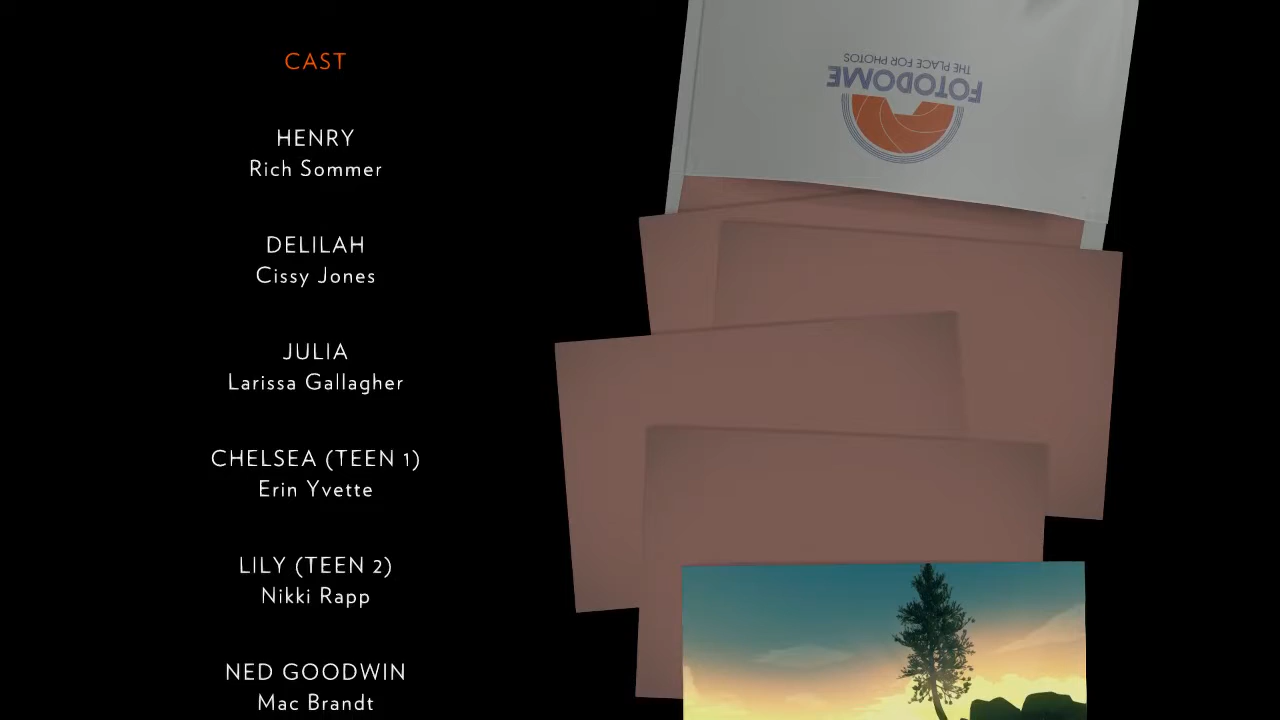 CAST
HENRY
Rich Sommer
DELILAH
Cissy Jones
JULIA
Larissa Gallagher
CHELSEA (TEEN 1)
Erin Yvette
LILY (TEEN 2)
Nikki Rapp
NED GOODWIN
Mac Brandt
FOTODOME
THE PLACE FOR PHOTOS